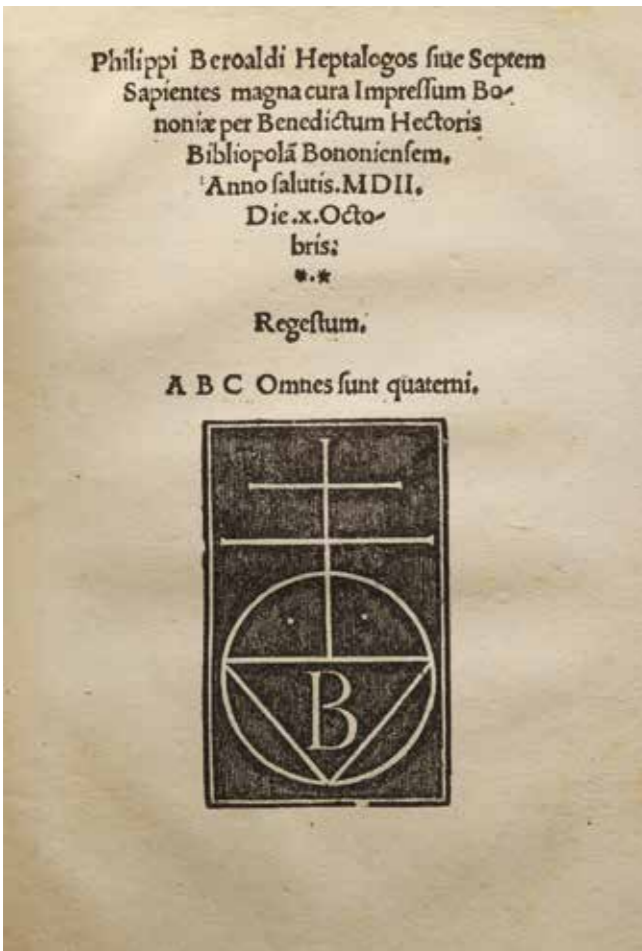 Philippi Beroaldi Heptalogos ſiue Septem
Sapientes magna cura Impreſſum Bo-
noniæ per Benedictum Hectoris
Bibliopolã Bononienſem.
Anno ſalutis.MDII.
Die .x.Octo-
bris:
*.*
Regeſtum.
A B C Omnes ſunt quaterni.
B